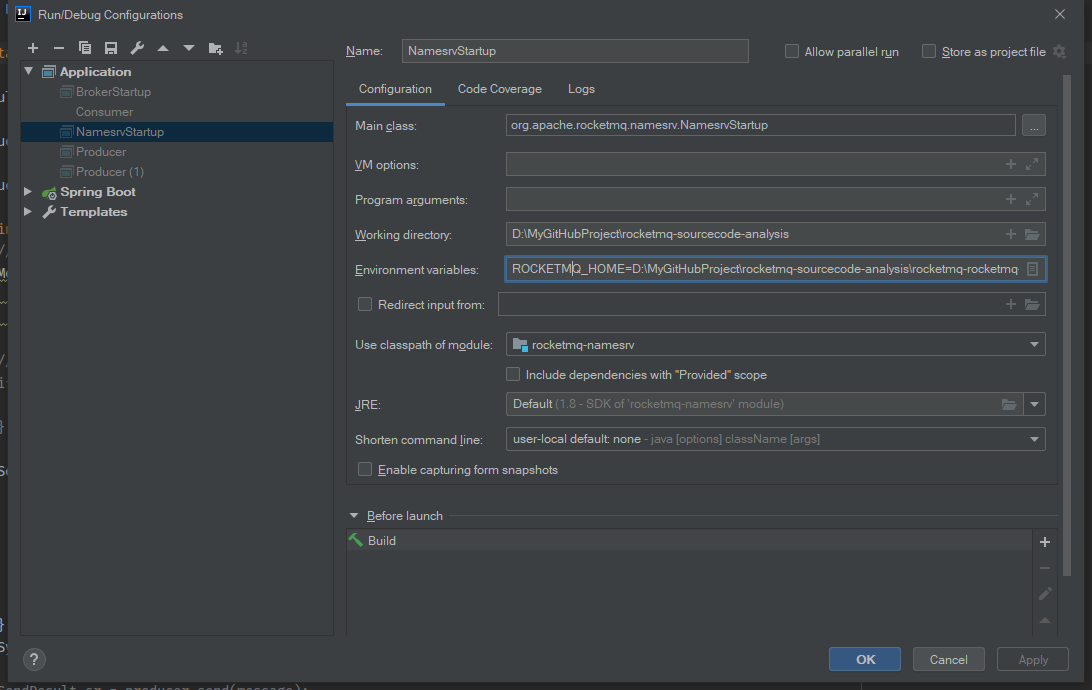 Run/Debug Configurations
Name: NamesrvStartup
Allow parallel run
Store as project file
Application
BrokerStartup
Consumer
NamesrvStartup
Producer
Producer (1)
Spring Boot
Templates
Configuration Code Coverage Logs
Main class: org.apache.rocketmq.namesrv.NamesrvStartup ...
VM options:
Program arguments:
Working directory: D:\MyGitHubProject\rocketmq-sourcecode-analysis
Environment variables: ROCKETMQ_HOME=D:\MyGitHubProject\rocketmq-sourcecode-analysis\rocketmq-rocketmq-
Redirect input from:
Use classpath of module: rocketmq-namesrv
Include dependencies with "Provided" scope
JRE: Default (1.8 - SDK of 'rocketmq-namesrv' module)
Shorten command line: user-local default: none - java [options] className [args]
Enable capturing form snapshots
Before launch
Build
?
OK Cancel Apply
SendResult sr = producer.send(message);